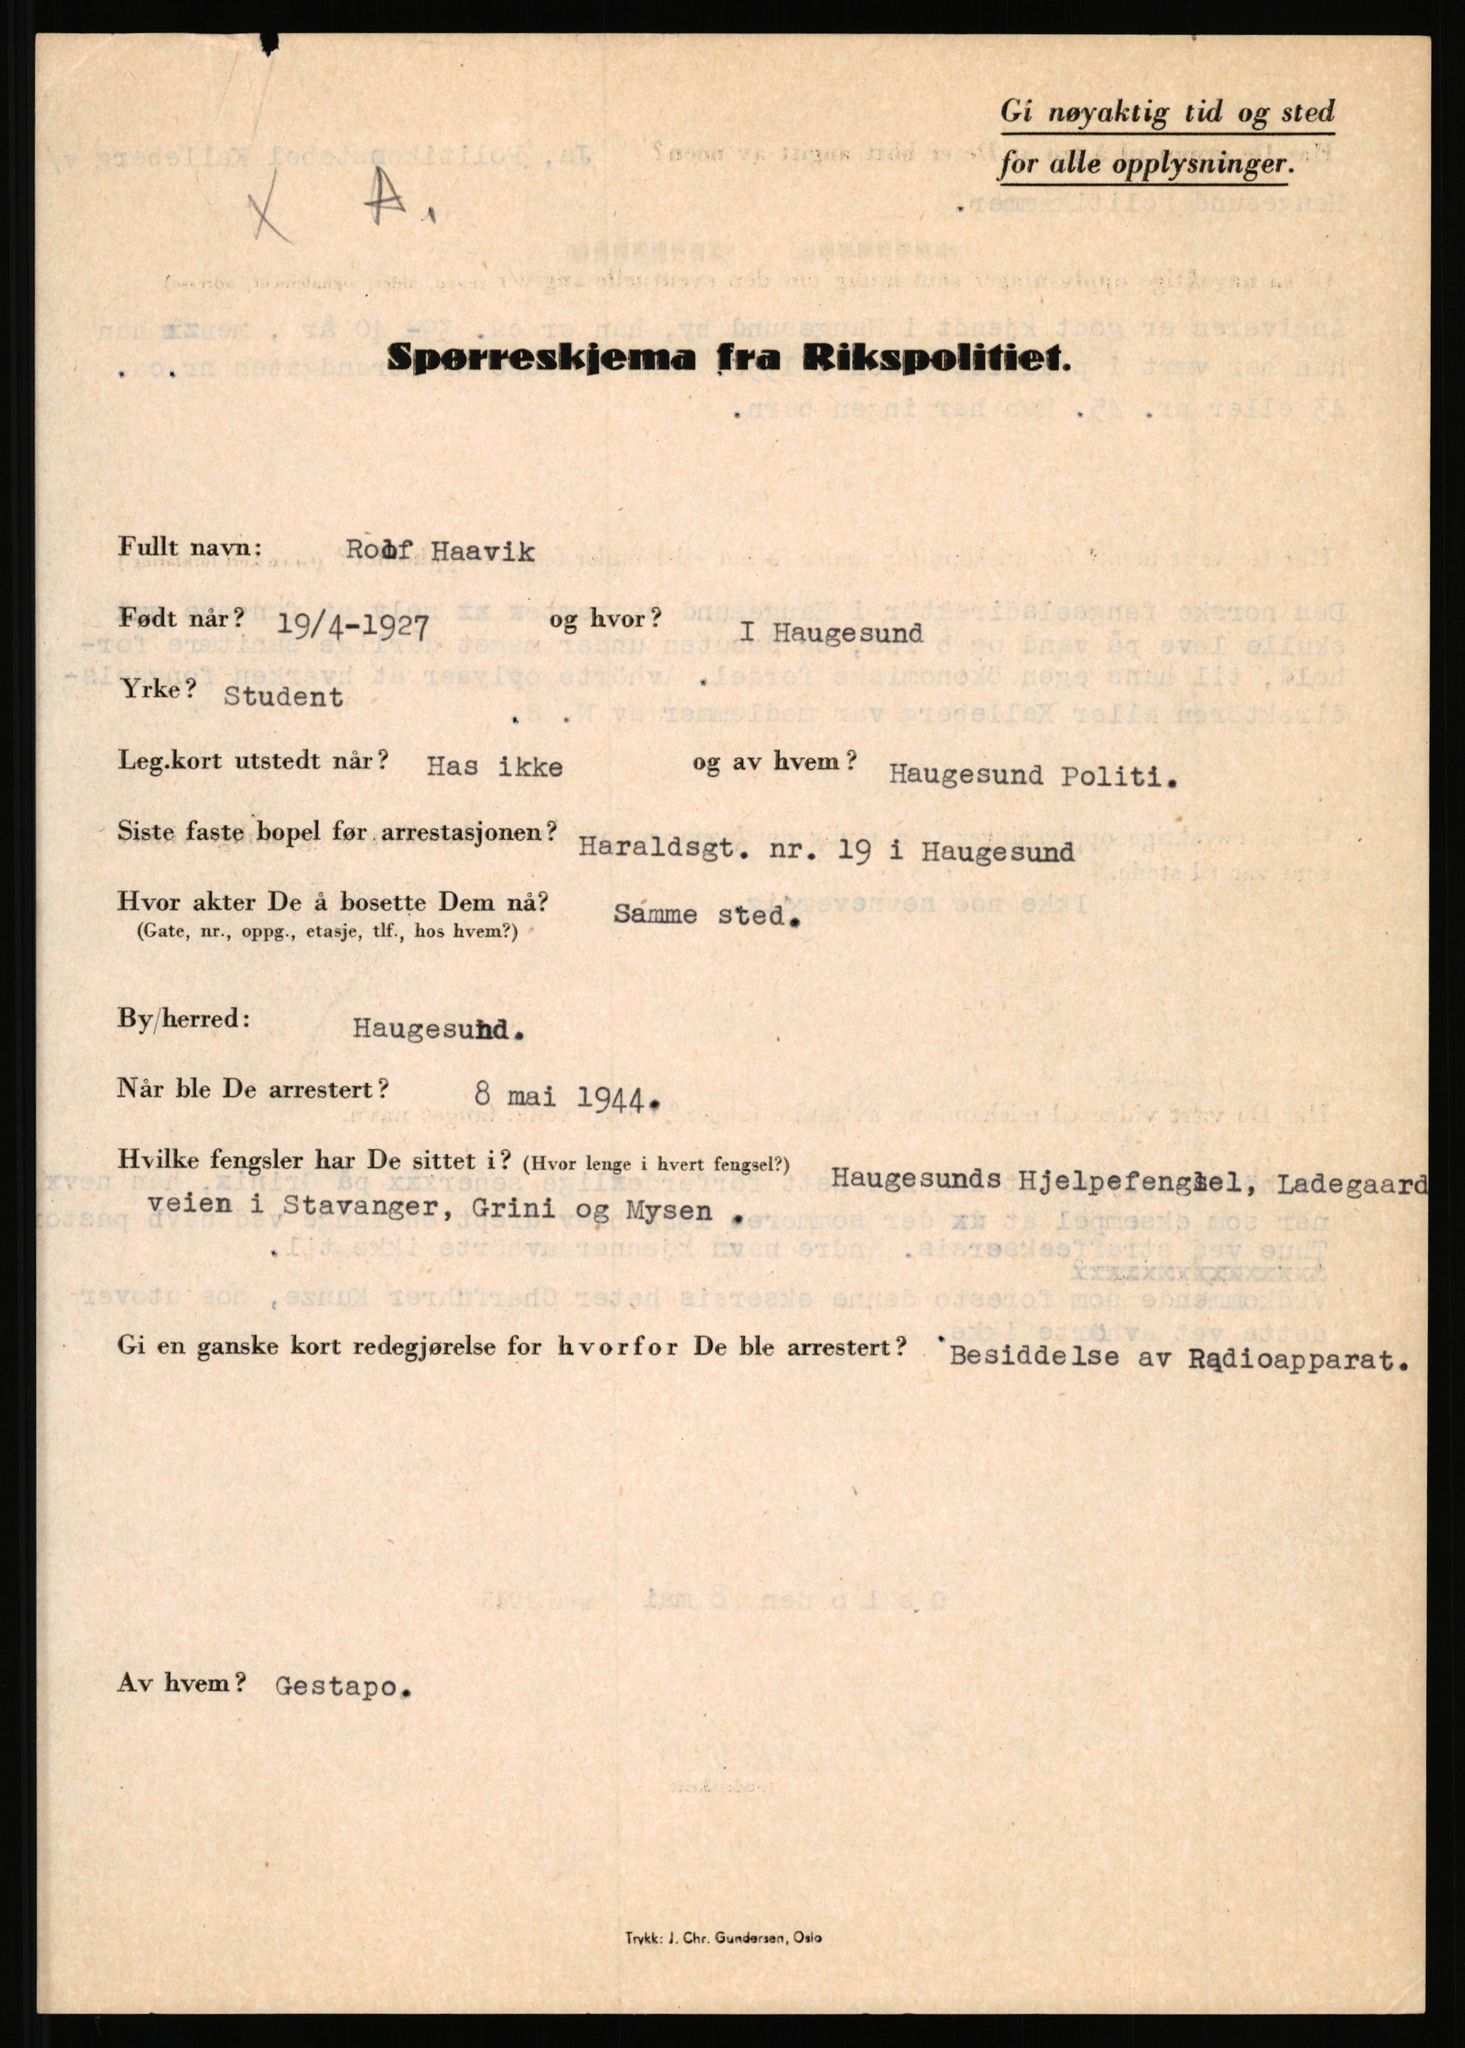 Gi nøyaktig tid og sted
for alle opplysninger.
X A.
Spørreskjema fra Rikspolitiet.
Fullt navn: Rolf Haavik
Født når? 19/4-1927 og hvor? I Haugesund
Yrke? Student
Leg.kort utstedt når? Has ikke og av hvem? Haugesund Politi.
Siste faste bopel før arrestasjonen? Haraldsgt. nr. 19 i Haugesund
Hvor akter De å bosette Dem nå? Samme sted.
(Gate, nr., oppg., etasje, tlf., hos hvem?)
By/herred: Haugesund.
Når ble De arrestert? 8 mai 1944.
Hvilke fengsler har De sittet i? (Hvor lenge i hvert fengsel?) Haugesunds Hjelpefengsel, Ladegaard
veien i Stavanger, Grini og Mysen .
Gi en ganske kort redegjørelse for hvorfor De ble arrestert? Besiddelse av Radioapparat.
Av hvem? Gestapo.
Trykk: J. Chr. Gundersen, Oslo